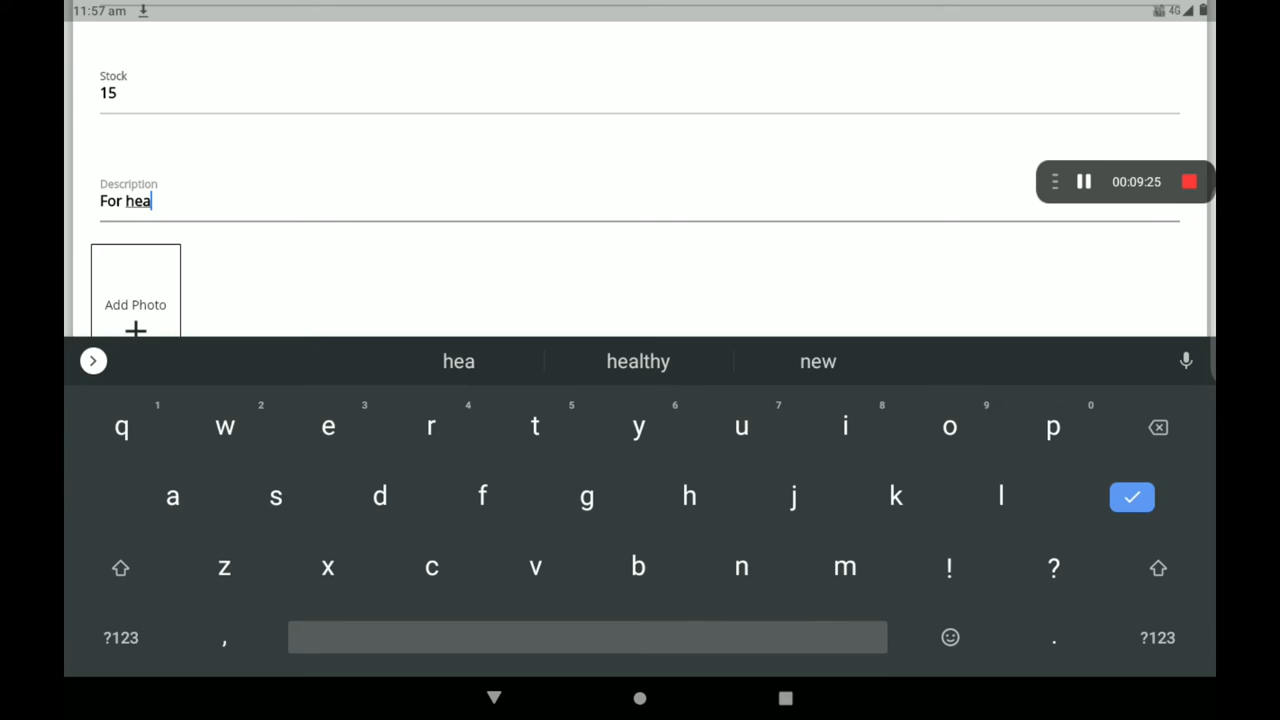 11:57 am
4G
Stock
15
00:09:25
Description
For hea
Add Photo
hea healthy new
1 2 3 4 5 6 7 8 9 0
q w e r t y u i o p
a s d f g h j k l
z x c v b n m ! ?
?123 , . ?123